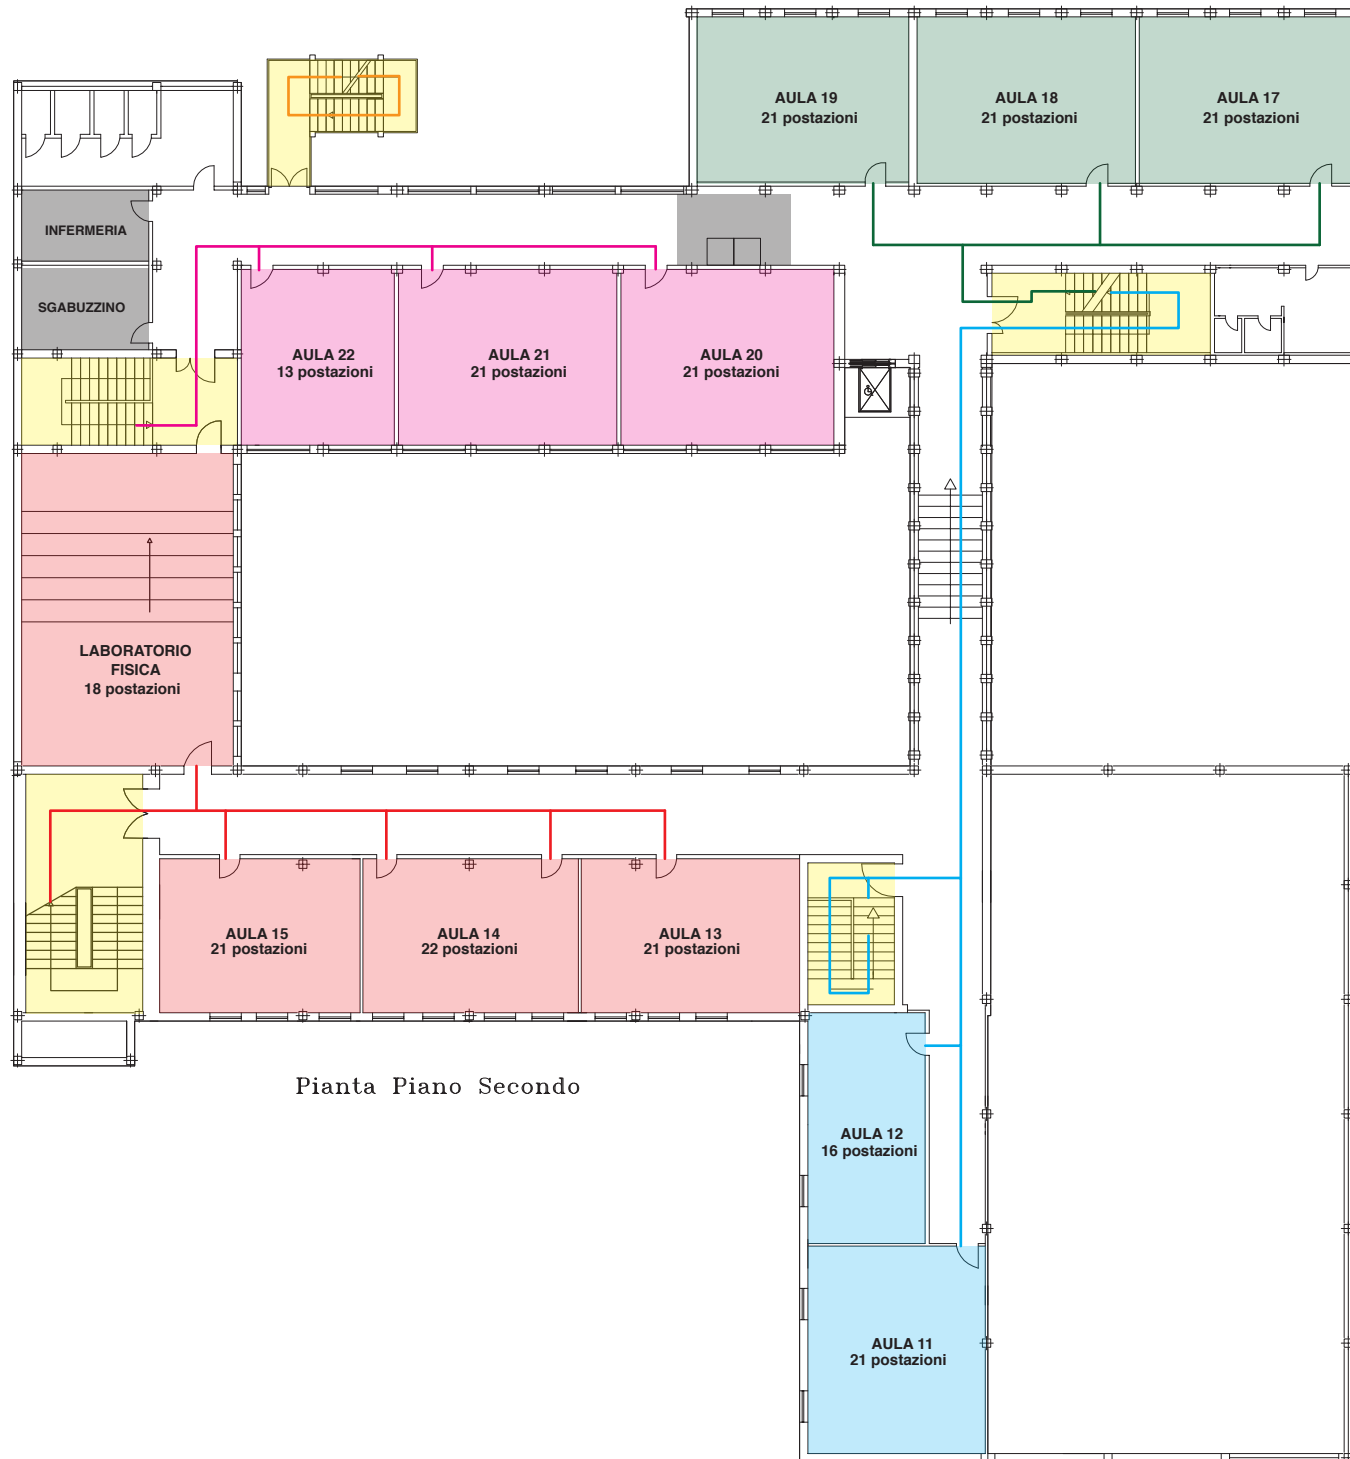 AULA 19
21 postazioni
AULA 18
21 postazioni
AULA 17
21 postazioni
INFERMERIA
SGABUZZINO
AULA 22
13 postazioni
AULA 21
21 postazioni
AULA 20
21 postazioni
LABORATORIO
FISICA
18 postazioni
AULA 15
21 postazioni
AULA 14
22 postazioni
AULA 13
21 postazioni
Pianta Piano Secondo
AULA 12
16 postazioni
AULA 11
21 postazioni